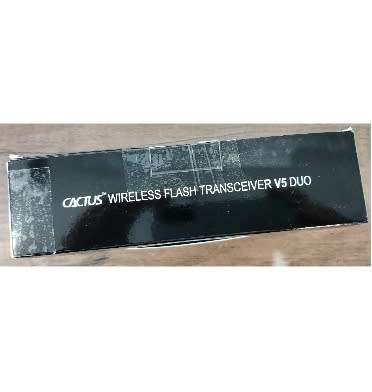 CACTUS™ WIRELESS FLASH TRANSCEIVER V5 DUO